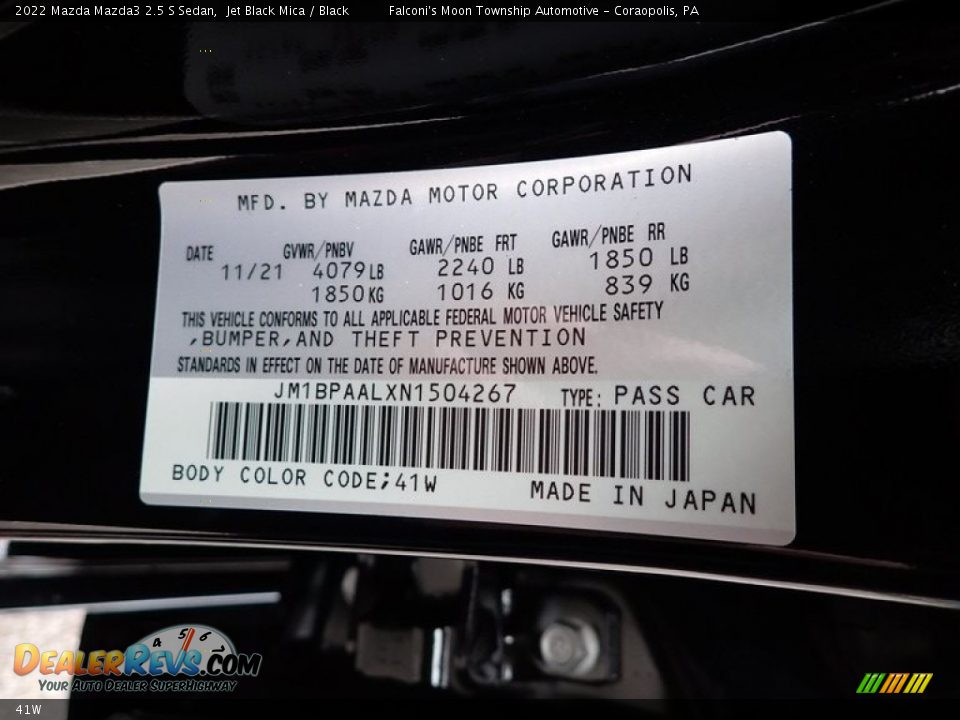 2022 Mazda Mazda3 2.5 S Sedan, Jet Black Mica / Black Falconi's Moon Township Automotive - Coraopolis, PA
MFD. BY MAZDA MOTOR CORPORATION
DATE GVWR/PNBV GAWR/PNBE FRT GAWR/PNBE RR
11/21 4079 LB 2240 LB 1850 LB
1850 KG 1016 KG 839 KG
THIS VEHICLE CONFORMS TO ALL APPLICABLE FEDERAL MOTOR VEHICLE SAFETY
,BUMPER,AND THEFT PREVENTION
STANDARDS IN EFFECT ON THE DATE OF MANUFACTURE SHOWN ABOVE.
JM1BPAALXN1504267 TYPE: PASS CAR
BODY COLOR CODE;41W MADE IN JAPAN
4 5 6
DEALERREVS.COM
YOUR AUTO DEALER SUPERHIGHWAY
41W